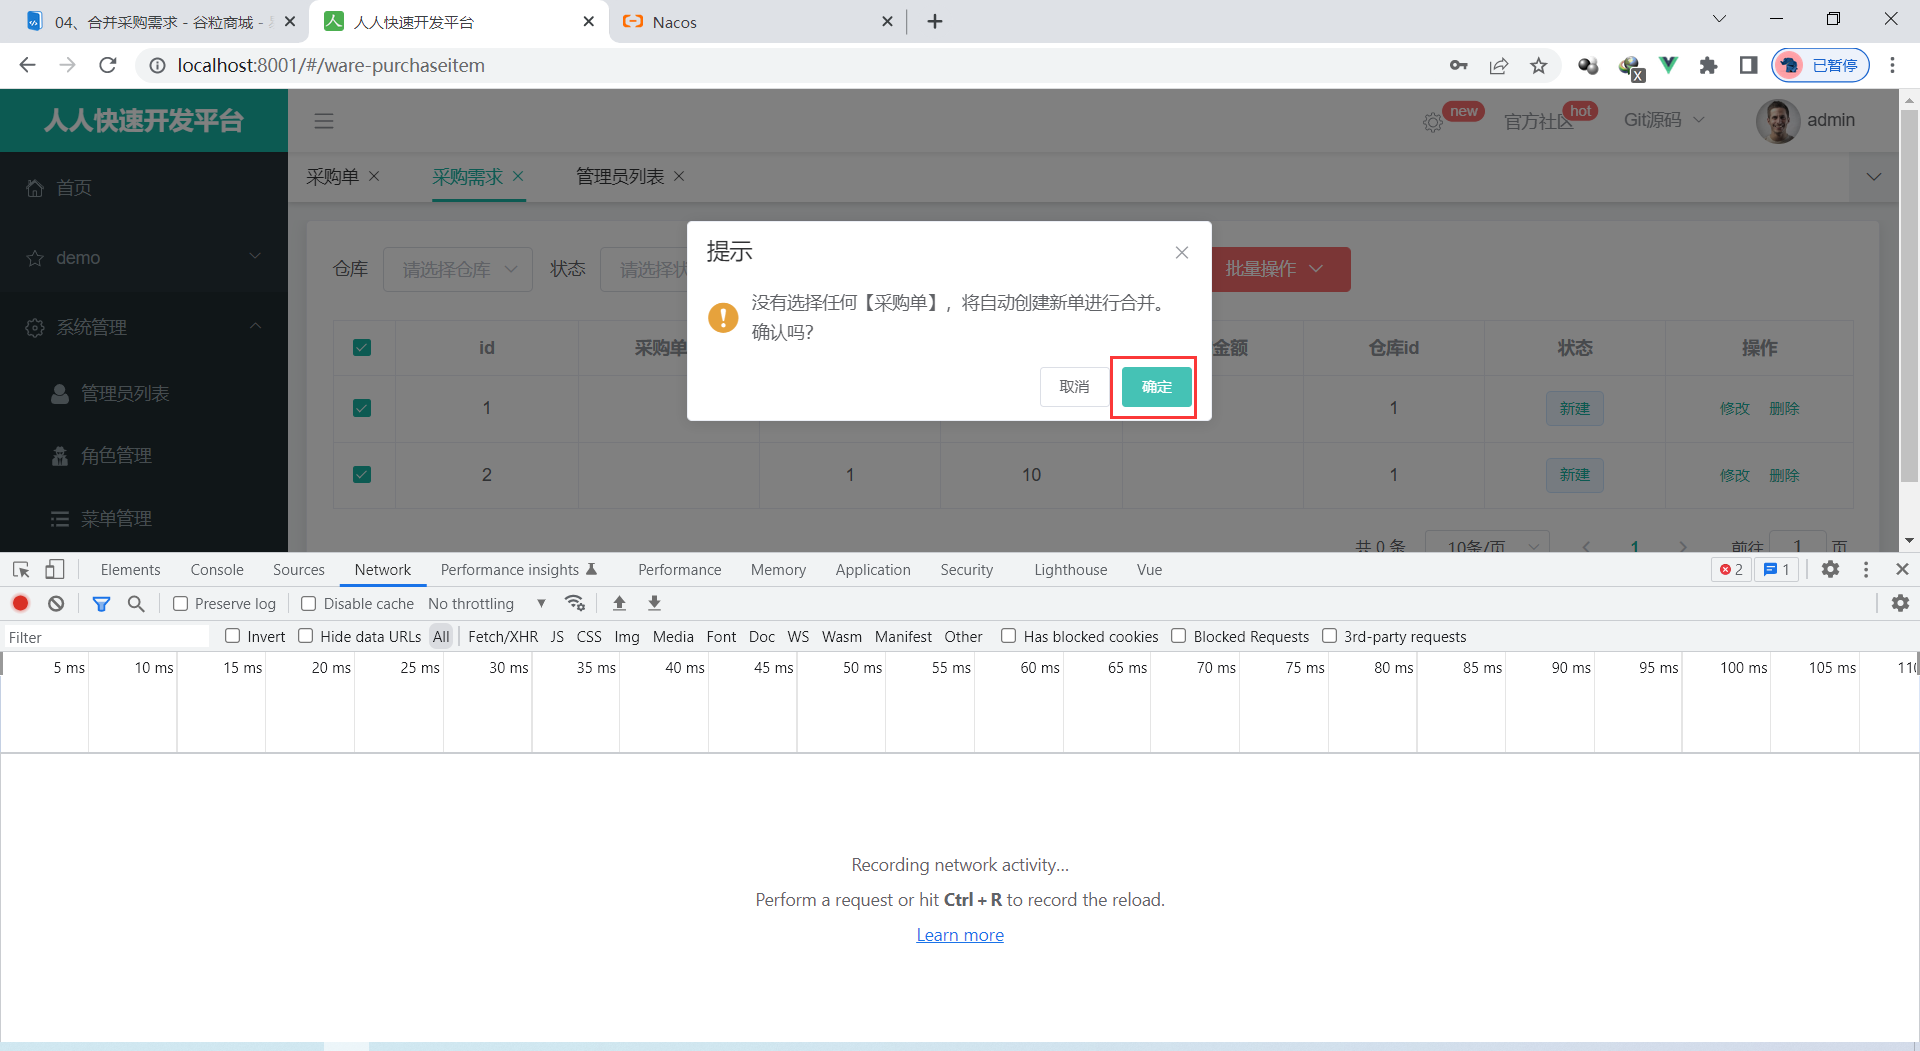 04、合并采购需求 - 谷粒商城 -
人人快速开发平台
Nacos
localhost:8001/#/ware-purchaseitem
已暂停
人人快速开发平台
new
官方社区
hot
Git源码
admin
首页
demo
系统管理
管理员列表
角色管理
菜单管理
采购单
采购需求
管理员列表
仓库
请选择仓库
状态
请选择状
批量操作
提示
没有选择任何【采购单】，将自动创建新单进行合并。
确认吗?
取消
确定
id
采购单
金额
仓库id
状态
操作
1
1
新建
修改
删除
2
1
10
1
新建
修改
删除
共 0 条
10条/页
1
前往
1
页
Elements
Console
Sources
Network
Performance insights
Performance
Memory
Application
Security
Lighthouse
Vue
2
1
Preserve log
Disable cache
No throttling
Filter
Invert
Hide data URLs
All
Fetch/XHR
JS
CSS
Img
Media
Font
Doc
WS
Wasm
Manifest
Other
Has blocked cookies
Blocked Requests
3rd-party requests
5 ms
10 ms
15 ms
20 ms
25 ms
30 ms
35 ms
40 ms
45 ms
50 ms
55 ms
60 ms
65 ms
70 ms
75 ms
80 ms
85 ms
90 ms
95 ms
100 ms
105 ms
110
Recording network activity…
Perform a request or hit Ctrl + R to record the reload.
Learn more